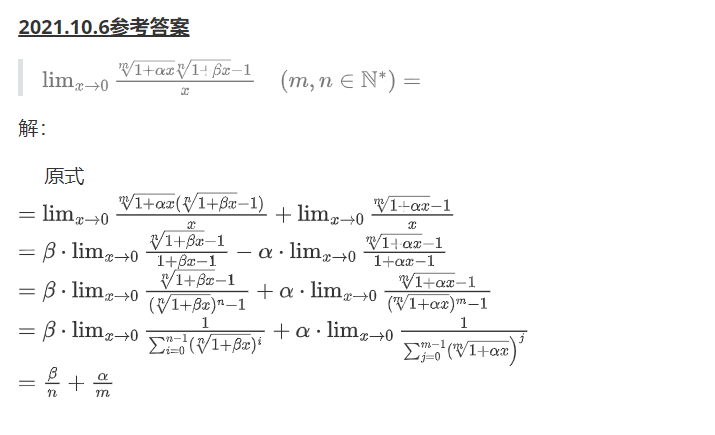 2021.10.6参考答案
$\lim_{x\to 0} \frac{\sqrt[m]{1+\alpha x}\sqrt[n]{1+\beta x}-1}{x} \quad (m, n \in \mathbb{N}^*) =$
解：
原式
$= \lim_{x\to 0} \frac{\sqrt[m]{1+\alpha x}(\sqrt[n]{1+\beta x}-1)}{x} + \lim_{x\to 0} \frac{\sqrt[m]{1+\alpha x}-1}{x}$
$= \beta \cdot \lim_{x\to 0} \frac{\sqrt[n]{1+\beta x}-1}{1+\beta x-1} - \alpha \cdot \lim_{x\to 0} \frac{\sqrt[m]{1+\alpha x}-1}{1+\alpha x-1}$
$= \beta \cdot \lim_{x\to 0} \frac{\sqrt[n]{1+\beta x}-1}{(\sqrt[n]{1+\beta x})^n-1} + \alpha \cdot \lim_{x\to 0} \frac{\sqrt[m]{1+\alpha x}-1}{(\sqrt[m]{1+\alpha x})^m-1}$
$= \beta \cdot \lim_{x\to 0} \frac{1}{\sum_{i=0}^{n-1}(\sqrt[n]{1+\beta x})^i} + \alpha \cdot \lim_{x\to 0} \frac{1}{\sum_{j=0}^{m-1}(\sqrt[m]{1+\alpha x})^j}$
$= \frac{\beta}{n} + \frac{\alpha}{m}$